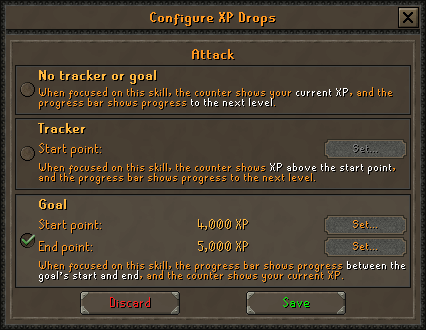 Configure XP Drops
Attack
No tracker or goal
When focused on this skill, the counter shows your current XP, and the
progress bar shows progress to the next level.
Tracker
Start point: Set...
When focused on this skill, the counter shows XP above the start point,
and the progress bar shows progress to the next level.
Goal
Start point: 4,000 XP Set...
End point: 5,000 XP Set...
When focused on this skill, the progress bar shows progress between the
goal's start and end, and the counter shows your current XP.
Discard Save